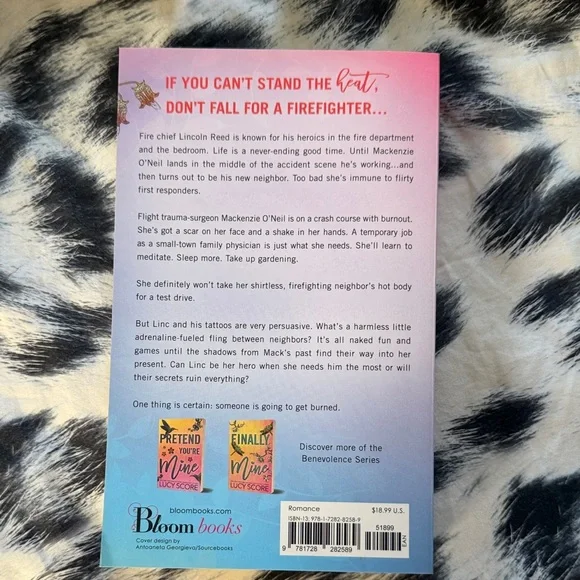 IF YOU CAN'T STAND THE heat,
DON'T FALL FOR A FIREFIGHTER...
Fire chief Lincoln Reed is known for his heroics in the fire department
and the bedroom. Life is a never-ending good time. Until Mackenzie
O'Neil lands in the middle of the accident scene he's working...and
then turns out to be his new neighbor. Too bad she's immune to flirty
first responders.
Flight trauma-surgeon Mackenzie O'Neil is on a crash course with burnout.
She's got a scar on her face and a shake in her hands. A temporary job
as a small-town family physician is just what she needs. She'll learn to
meditate. Sleep more. Take up gardening.
She definitely won't take her shirtless, firefighting neighbor's hot body
for a test drive.
But Linc and his tattoos are very persuasive. What's a harmless little
adrenaline-fueled fling between neighbors? It's all naked fun and
games until the shadows from Mack's past find their way into her
present. Can Linc be her hero when she needs him the most or will
their secrets ruin everything?
One thing is certain: someone is going to get burned.
PRETEND
YOU'RE
Mine
LUCY SCORE
FINALLY
Mine
LUCY SCORE
Discover more of the
Benevolence Series
bloombooks.com
Bloom books
Cover design by
Antoaneta Georgieva/Sourcebooks
Romance
$18.99 U.S.
ISBN-13: 978-1-7282-8258-9
51899
9 781728 282589
EAN